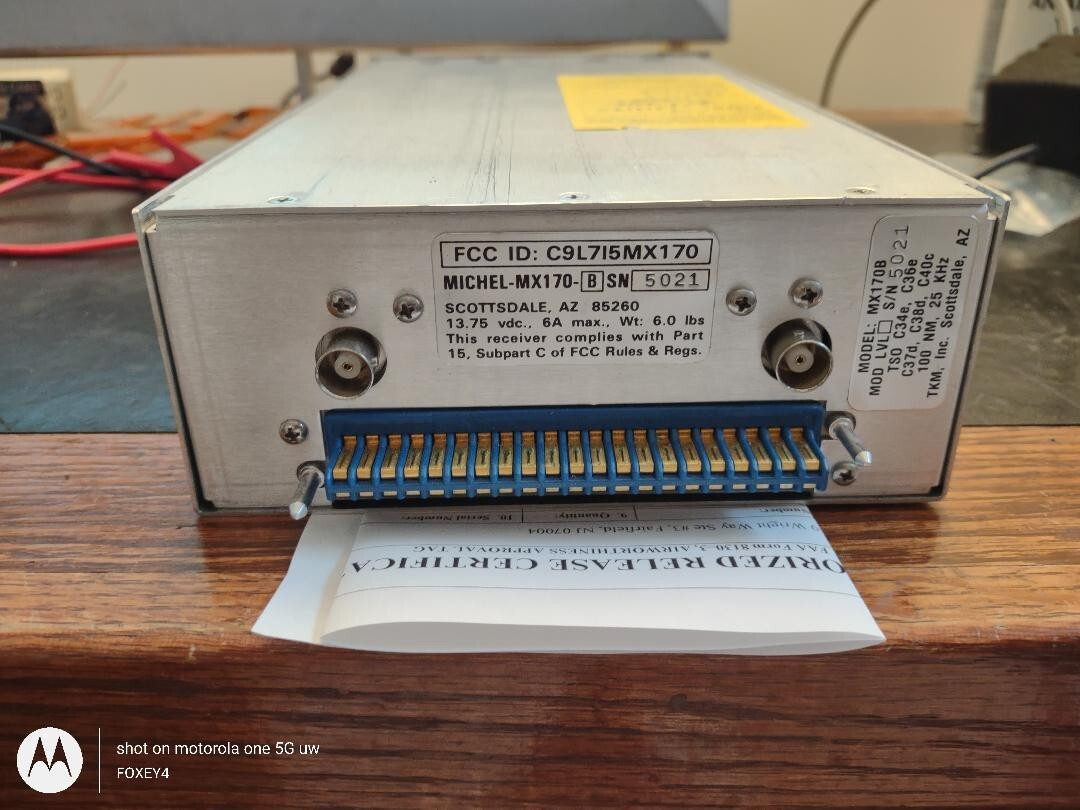 FCC ID: C9L7I5MX170
MICHEL-MX170-B SN 5021
SCOTTSDALE, AZ 85260
13.75 vdc., 6A max., Wt: 6.0 lbs
This receiver complies with Part
15, Subpart C of FCC Rules & Regs.
MODEL: MX170B
MOD LVL S/N 5021
TSO C34e, C36e
C37d, C38d, C40c
100 NM, 25 KHz
TKM, Inc. Scottsdale, AZ
ORIZED RELEASE CERTIFICA
FAA Form 8130-3, AIRWORTHINESS APPROVAL TAG
Wright Way Ste #3, Fairfield, NJ 07004
9. Quantity:
10. Serial Number:
shot on motorola one 5G uw
FOXEY4